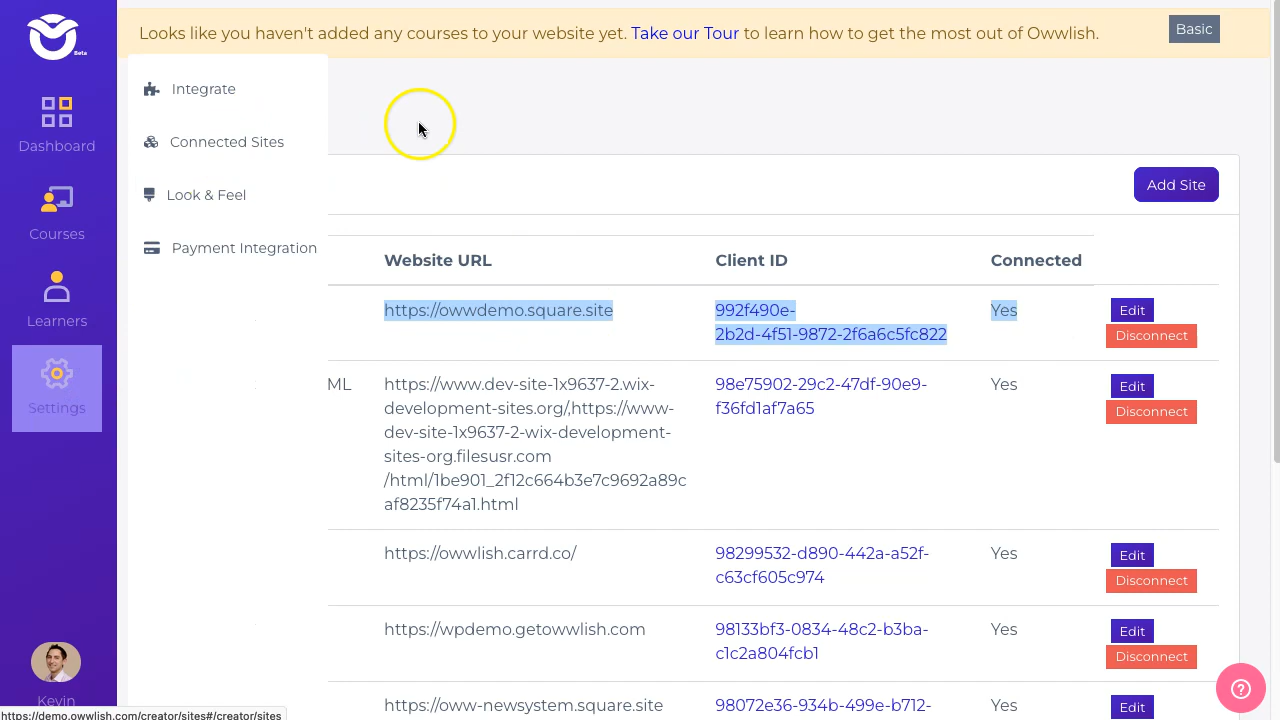 Looks like you haven't added any courses to your website yet. Take our Tour to learn how to get the most out of Owwlish.
Basic
Beta
Dashboard
Courses
Learners
Settings
Kevin
Integrate
Connected Sites
Look & Feel
Payment Integration
Add Site
Website URL Client ID Connected
https://owwdemo.square.site 992f490e- Yes Edit
2b2d-4f51-9872-2f6a6c5fc822 Disconnect
ML https://www.dev-site-1x9637-2.wix- 98e75902-29c2-47df-90e9- Yes Edit
development-sites.org/,https://www- f36fd1af7a65 Disconnect
dev-site-1x9637-2-wix-development-
sites-org.filesusr.com
/html/1be901_2f12c664b3e7c9692a89c
af8235f74a1.html
https://owwlish.carrd.co/ 98299532-d890-442a-a52f- Yes Edit
c63cf605c974 Disconnect
https://wpdemo.getowwlish.com 98133bf3-0834-48c2-b3ba- Yes Edit
c1c2a804fcb1 Disconnect
https://oww-newsystem.square.site 98072e36-934b-499e-b712- Yes Edit
https://demo.owwlish.com/creator/sites#/creator/sites